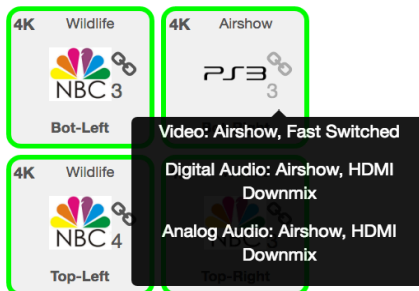 4K Wildlife
NBC 3
Bot-Left
4K Airshow
PS3
3
Video: Airshow, Fast Switched
Digital Audio: Airshow, HDMI
Downmix
Analog Audio: Airshow, HDMI
Downmix
4K Wildlife
NBC 4
Top-Left
3
Top-Right